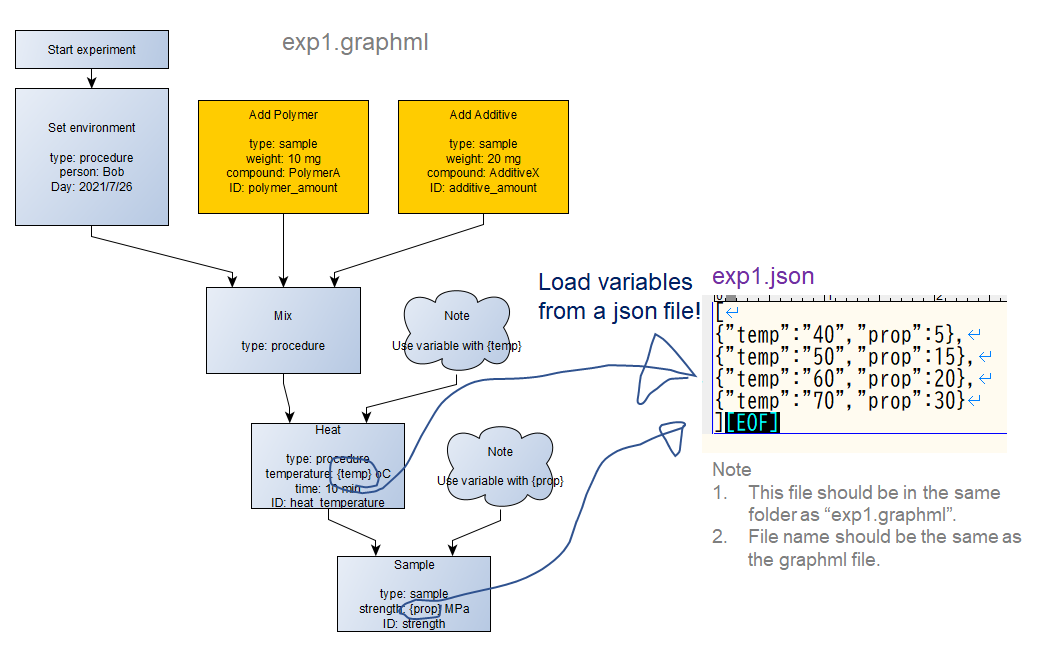 exp1.graphml
Start experiment
Set environment
type: procedure
person: Bob
Day: 2021/7/26
Add Polymer
type: sample
weight: 10 mg
compound: PolymerA
ID: polymer_amount
Add Additive
type: sample
weight: 20 mg
compound: AdditiveX
ID: additive_amount
Mix
type: procedure
Note
Use variable with {temp}
Heat
type: procedure
temperature: {temp} oC
time: 10 min
ID: heat_temperature
Note
Use variable with {prop}
Sample
type: sample
strength: {prop} MPa
ID: strength
Load variables
from a json file!
exp1.json
[↵
{"temp":"40","prop":5},↵
{"temp":"50","prop":15},↵
{"temp":"60","prop":20},↵
{"temp":"70","prop":30}↵
][EOF]
Note
1. This file should be in the same
folder as “exp1.graphml”.
2. File name should be the same as
the graphml file.